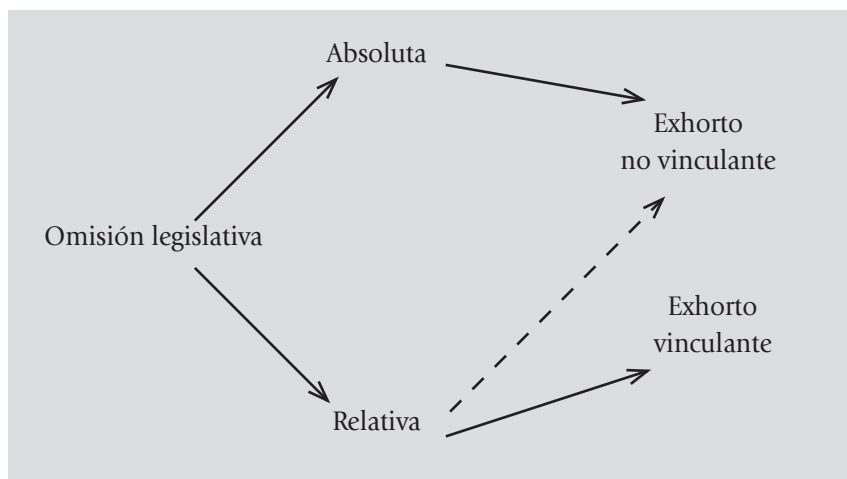 Absoluta
Exhorto
no vinculante
Omisión legislativa
Exhorto
vinculante
Relativa